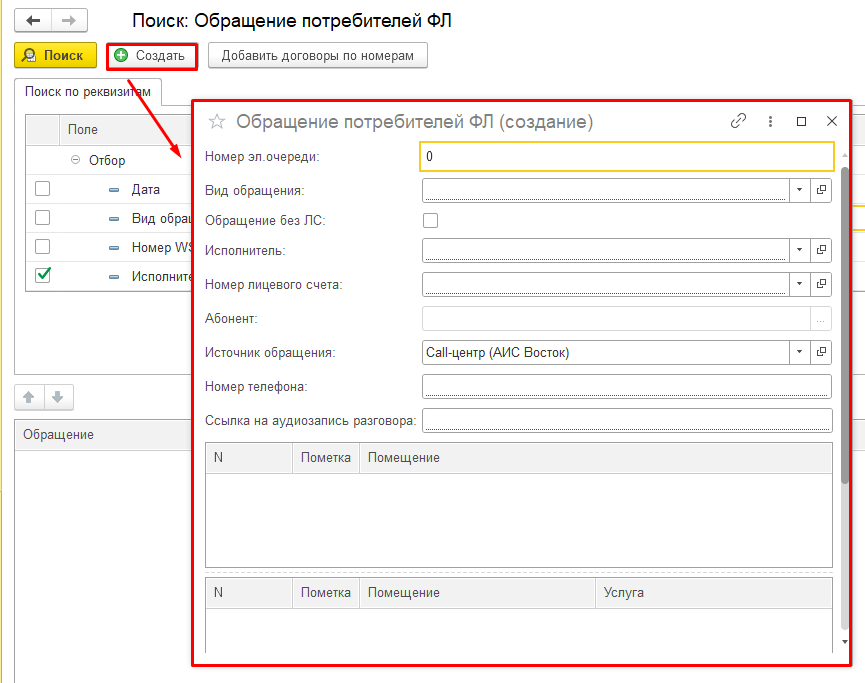 Поиск: Обращение потребителей ФЛ
Поиск Создать Добавить договоры по номерам
Поиск по реквизитам
Поле
Отбор
Дата
Вид обращ
Номер WS
Исполните
Обращение
Обращение потребителей ФЛ (создание)
Номер эл.очереди: 0
Вид обращения:
Обращение без ЛС:
Исполнитель:
Номер лицевого счета:
Абонент: ...
Источник обращения: Call-центр (АИС Восток)
Номер телефона:
Ссылка на аудиозапись разговора:
N Пометка Помещение
N Пометка Помещение Услуга